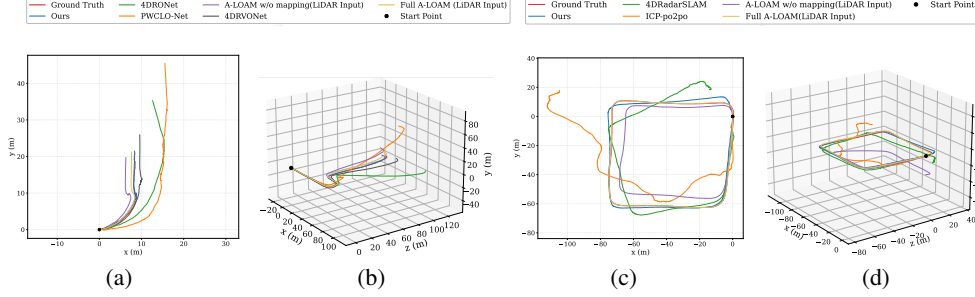 Ground Truth
Ours
4DRONet
PWCLO-Net
A-LOAM w/o mapping(LiDAR Input)
4DRVONet
Full A-LOAM (LiDAR Input)
Start Point
Ground Truth
Ours
4DRadarSLAM
ICP-po2po
A-LOAM w/o mapping(LiDAR Input)
Full A-LOAM(LiDAR Input)
Start Point
y (m)
40
30
20
10
0
−10
0
10
20
30
x (m)
(a)
80
60
40
20
0
−20
−40
y (m)
−20
0
20
40
60
80
100
x (m)
0
20
40
60
80
100
120
z (m)
(b)
y (m)
40
20
0
−20
−40
−60
−80
−100
−80
−60
−40
−20
0
x (m)
(c)
−100
−80
−60
−40
−20
0
x (m)
−80
−60
−40
−20
0
20
40
z (m)
(d)